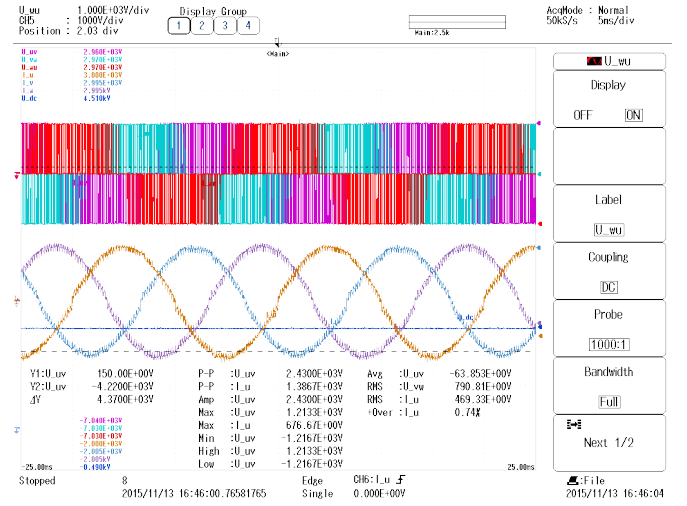 U_wu 1.000E+03V/div
CH5 : 1000V/div
Position : 2.03 div
Display Group
1 2 3 4
Main:2.5k
AcqMode : Normal
50kS/s 5ms/div
<Main>
U_uv 2.960E+03V
U_vw 2.970E+03V
U_wu 2.970E+03V
I_u 3.000E+03V
I_v 2.995E+03V
I_w 2.995kV
U_dc 4.510kV
U_dc
Y1:U_uv 150.00E+00V
Y2:U_uv -4.2200E+03V
ΔY 4.3700E+03V
P-P :U_uv 2.4300E+03V
P-P :I_u 1.3867E+03V
Amp :U_uv 2.4300E+03V
Max :U_uv 1.2133E+03V
Max :I_u 676.67E+00V
Min :U_uv -1.2167E+03V
High :U_uv 1.2133E+03V
Low :U_uv -1.2167E+03V
Avg :U_uv -63.853E+00V
RMS :U_vw 790.81E+00V
RMS :I_u 469.33E+00V
+Over :I_u 0.74%
-7.040E+03V
-7.030E+03V
-7.030E+03V
-2.000E+03V
-2.005E+03V
-2.005kV
-0.490kV
-25.00ms
25.00ms
Stopped 8
2015/11/13 16:46:00.76581765
Edge CH6:I_u
Single 0.000E+00V
U_wu
Display
OFF ON
Label
U_wu
Coupling
DC
Probe
1000:1
Bandwidth
Full
Next 1/2
:File
2015/11/13 16:46:04